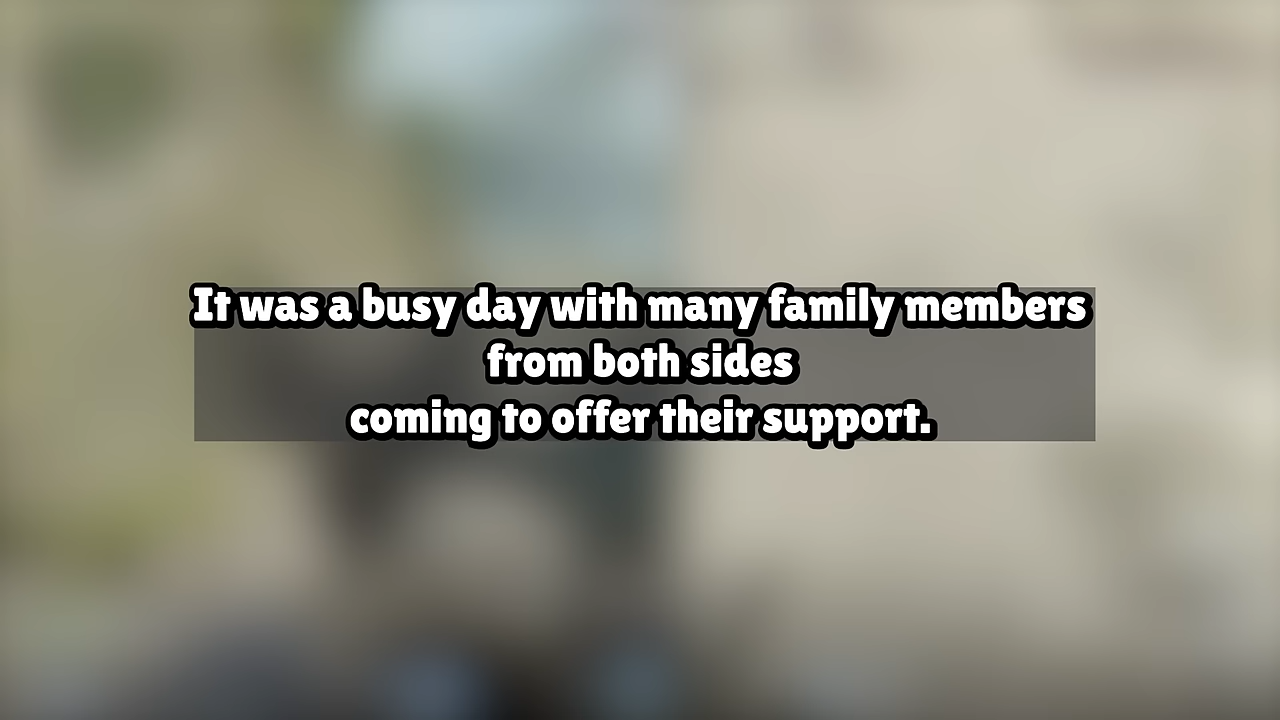 It was a busy day with many family members
from both sides
coming to offer their support.